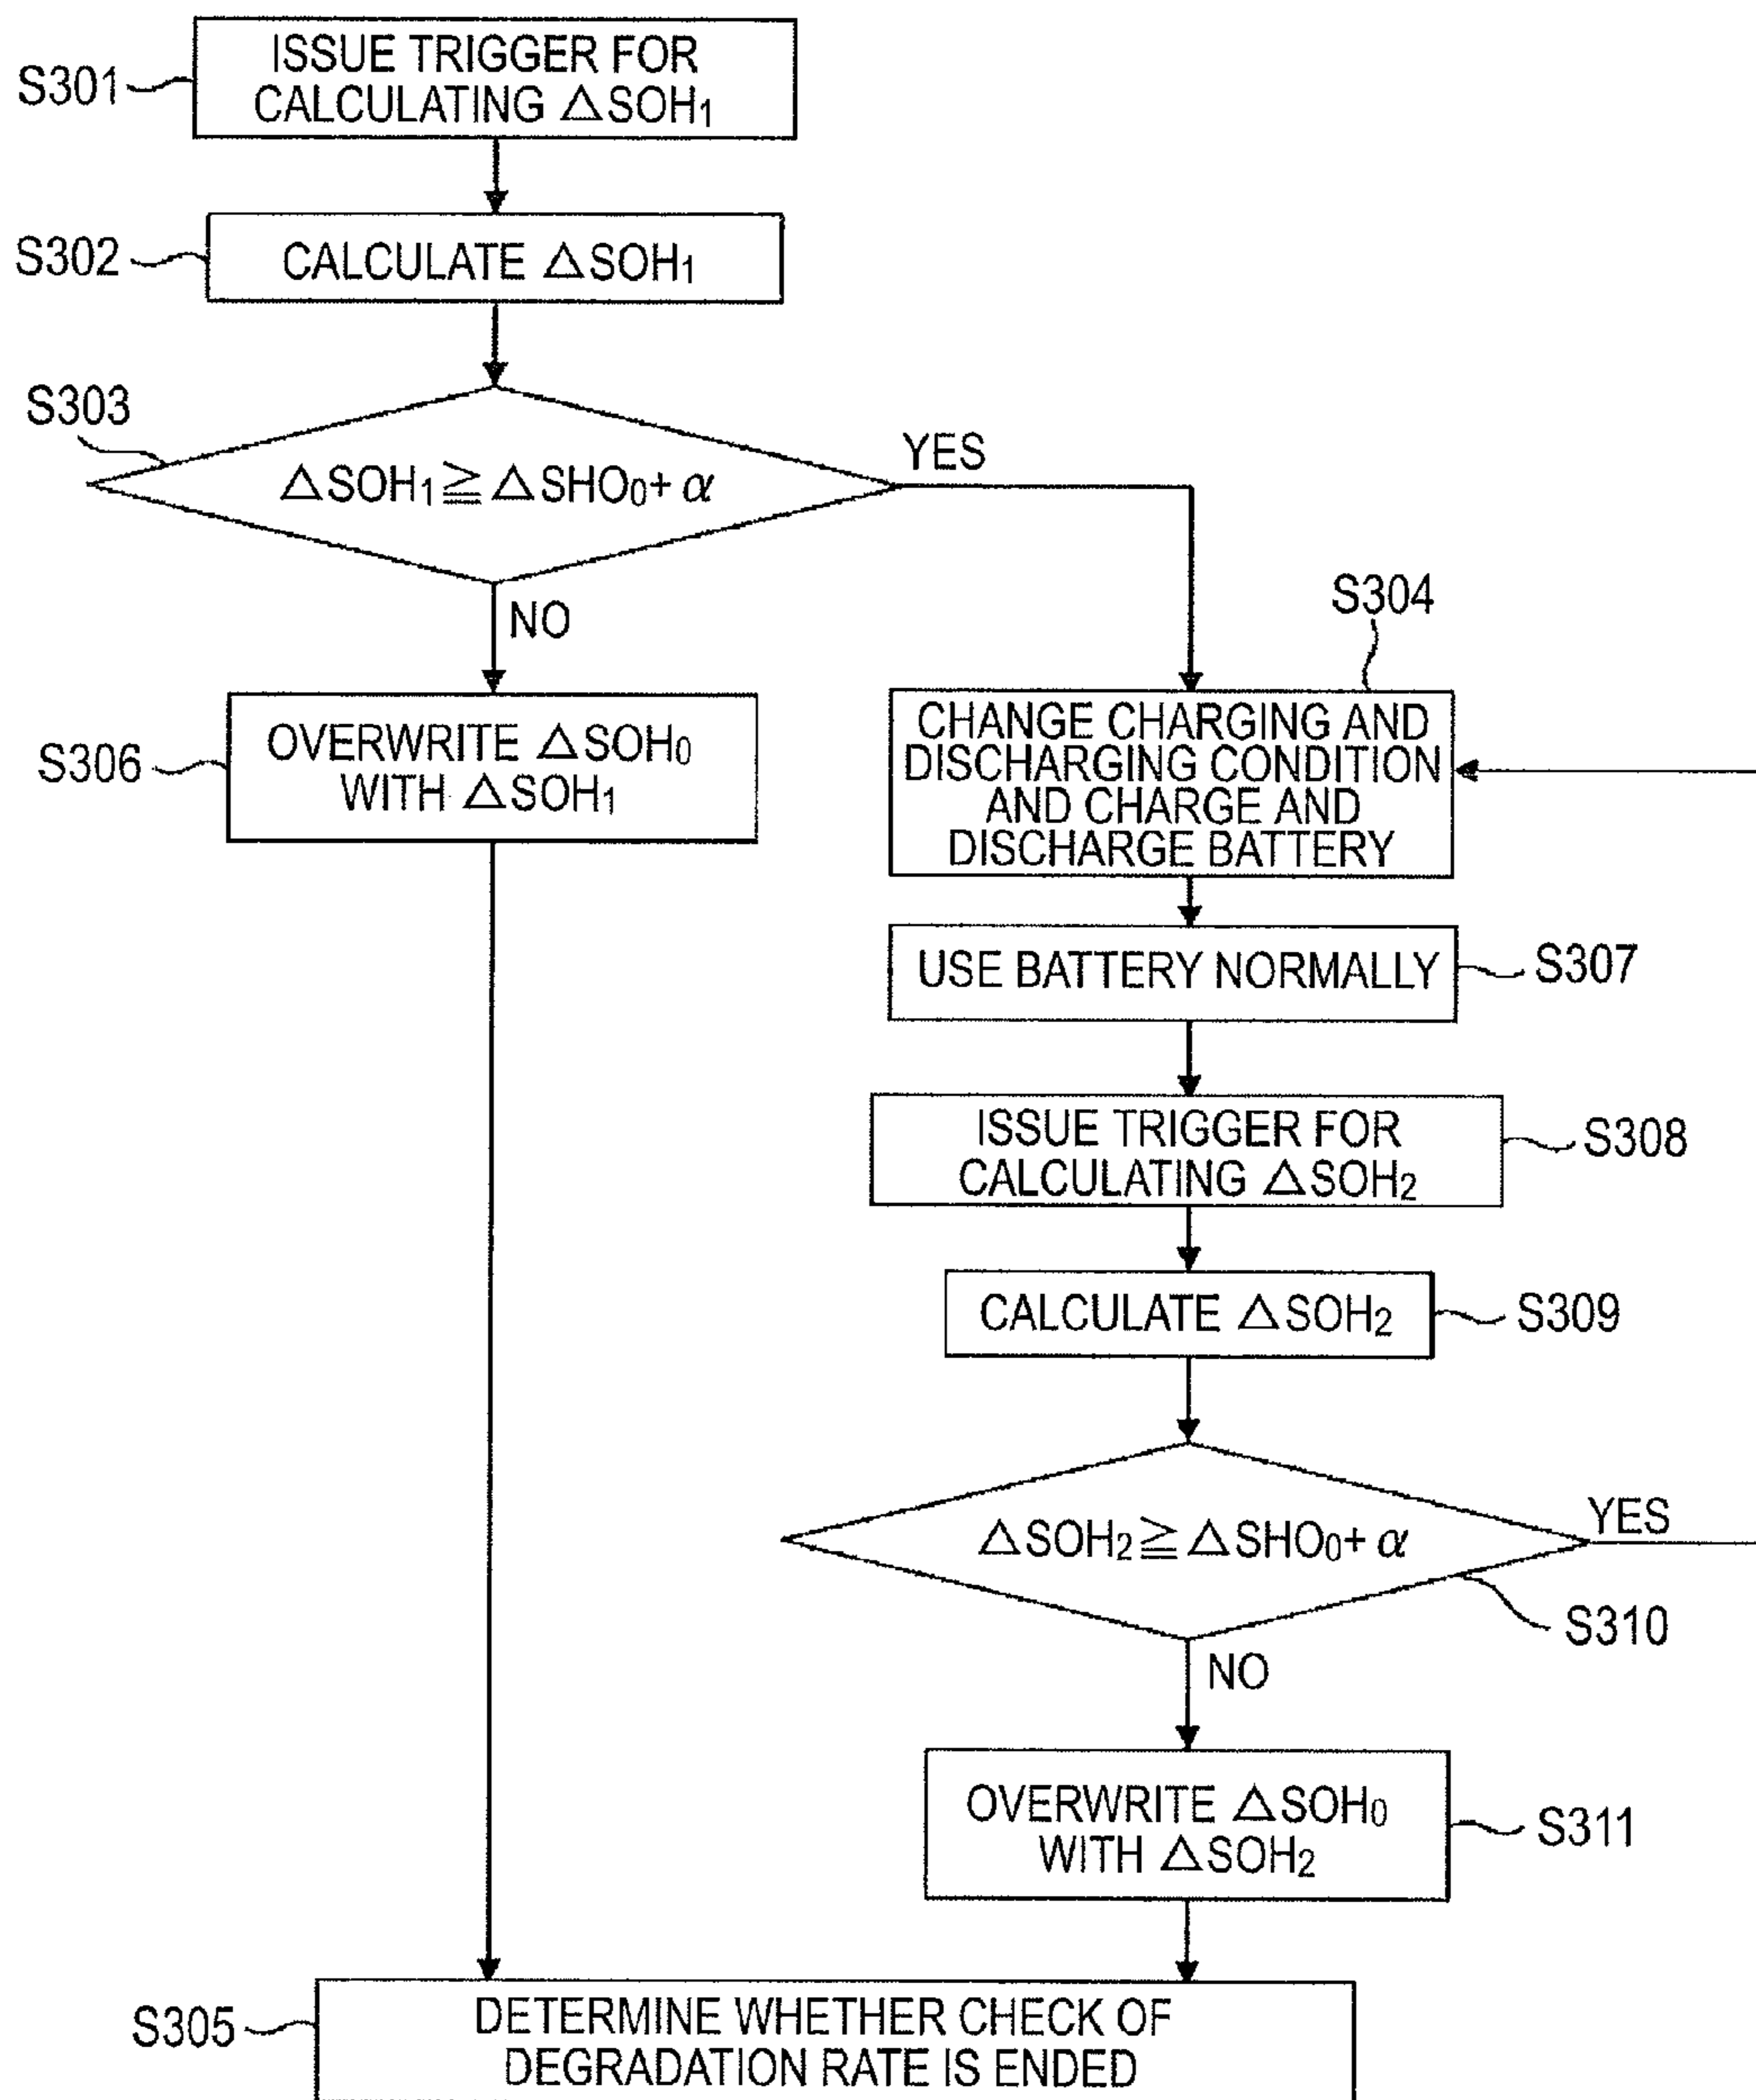 S301
ISSUE TRIGGER FOR
CALCULATING △SOH₁
S302
CALCULATE △SOH₁
S303
△SOH₁≧△SHO₀+ α
YES
NO
S304
CHANGE CHARGING AND
DISCHARGING CONDITION
AND CHARGE AND
DISCHARGE BATTERY
S306
OVERWRITE △SOH₀
WITH △SOH₁
USE BATTERY NORMALLY
S307
ISSUE TRIGGER FOR
CALCULATING △SOH₂
S308
CALCULATE △SOH₂
S309
△SOH₂≧△SHO₀+ α
YES
S310
NO
OVERWRITE △SOH₀
WITH △SOH₂
S311
S305
DETERMINE WHETHER CHECK OF
DEGRADATION RATE IS ENDED